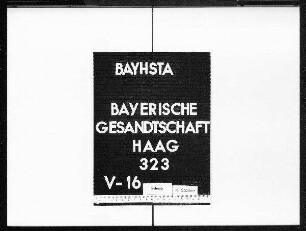 BAYHSTA
BAYERISCHE
GESANDTSCHAFT
HAAG
323
V-16